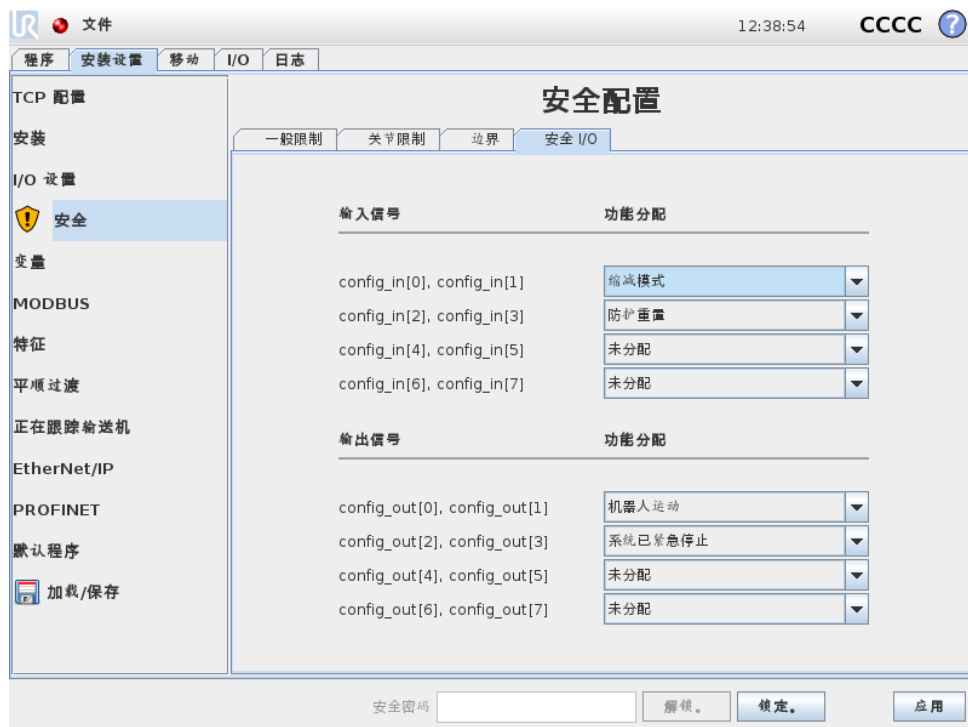 UR 文件 12:38:54 CCCC ?
程序 安装设置 移动 I/O 日志
TCP 配置
安装
I/O 设置
安全
变量
MODBUS
特征
平顺过渡
正在跟踪输送机
EtherNet/IP
PROFINET
默认程序
加载/保存
安全配置
一般限制 关节限制 边界 安全 I/O
输入信号 功能分配
config_in[0], config_in[1] 缩减模式
config_in[2], config_in[3] 防护重置
config_in[4], config_in[5] 未分配
config_in[6], config_in[7] 未分配
输出信号 功能分配
config_out[0], config_out[1] 机器人运动
config_out[2], config_out[3] 系统已紧急停止
config_out[4], config_out[5] 未分配
config_out[6], config_out[7] 未分配
安全密码 解锁。 锁定。 应用